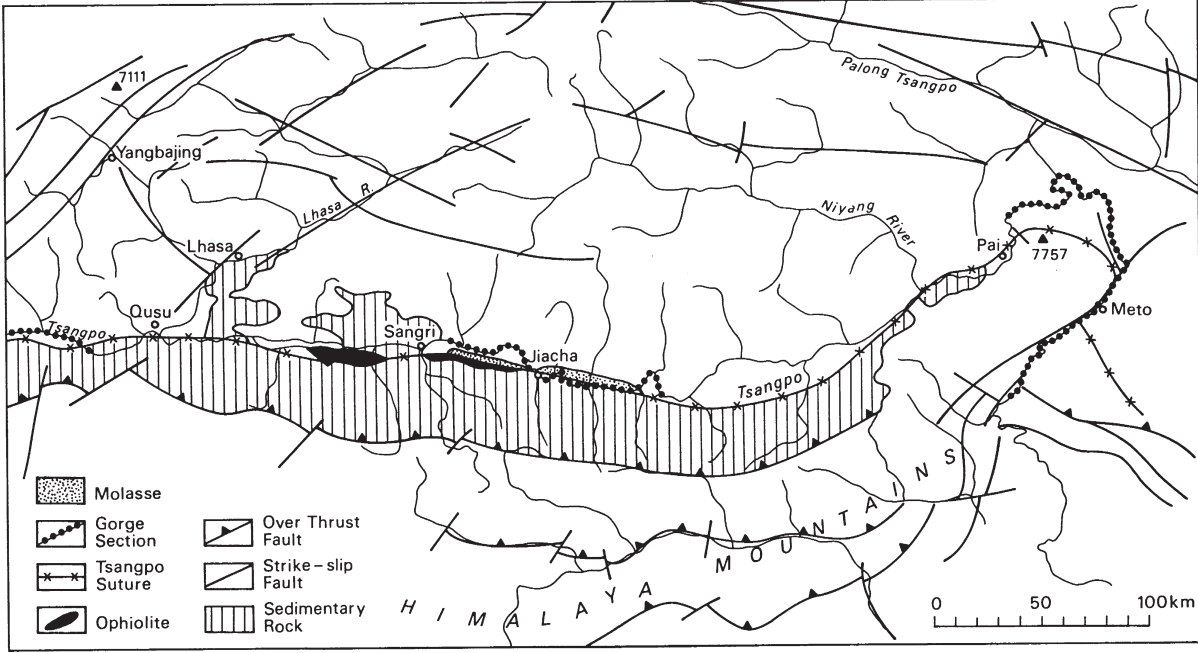 7111
Palong Tsangpo
Yangbajing
Lhasa R.
Niyang River
Lhasa
Pai
7757
Qusu
Tsangpo
Sangri
Jiacha
Meto
Tsangpo
HIMALAYA MOUNTAINS
Molasse
Gorge
Section
Tsangpo
Suture
Ophiolite
Over Thrust
Fault
Strike-slip
Fault
Sedimentary
Rock
0 50 100km